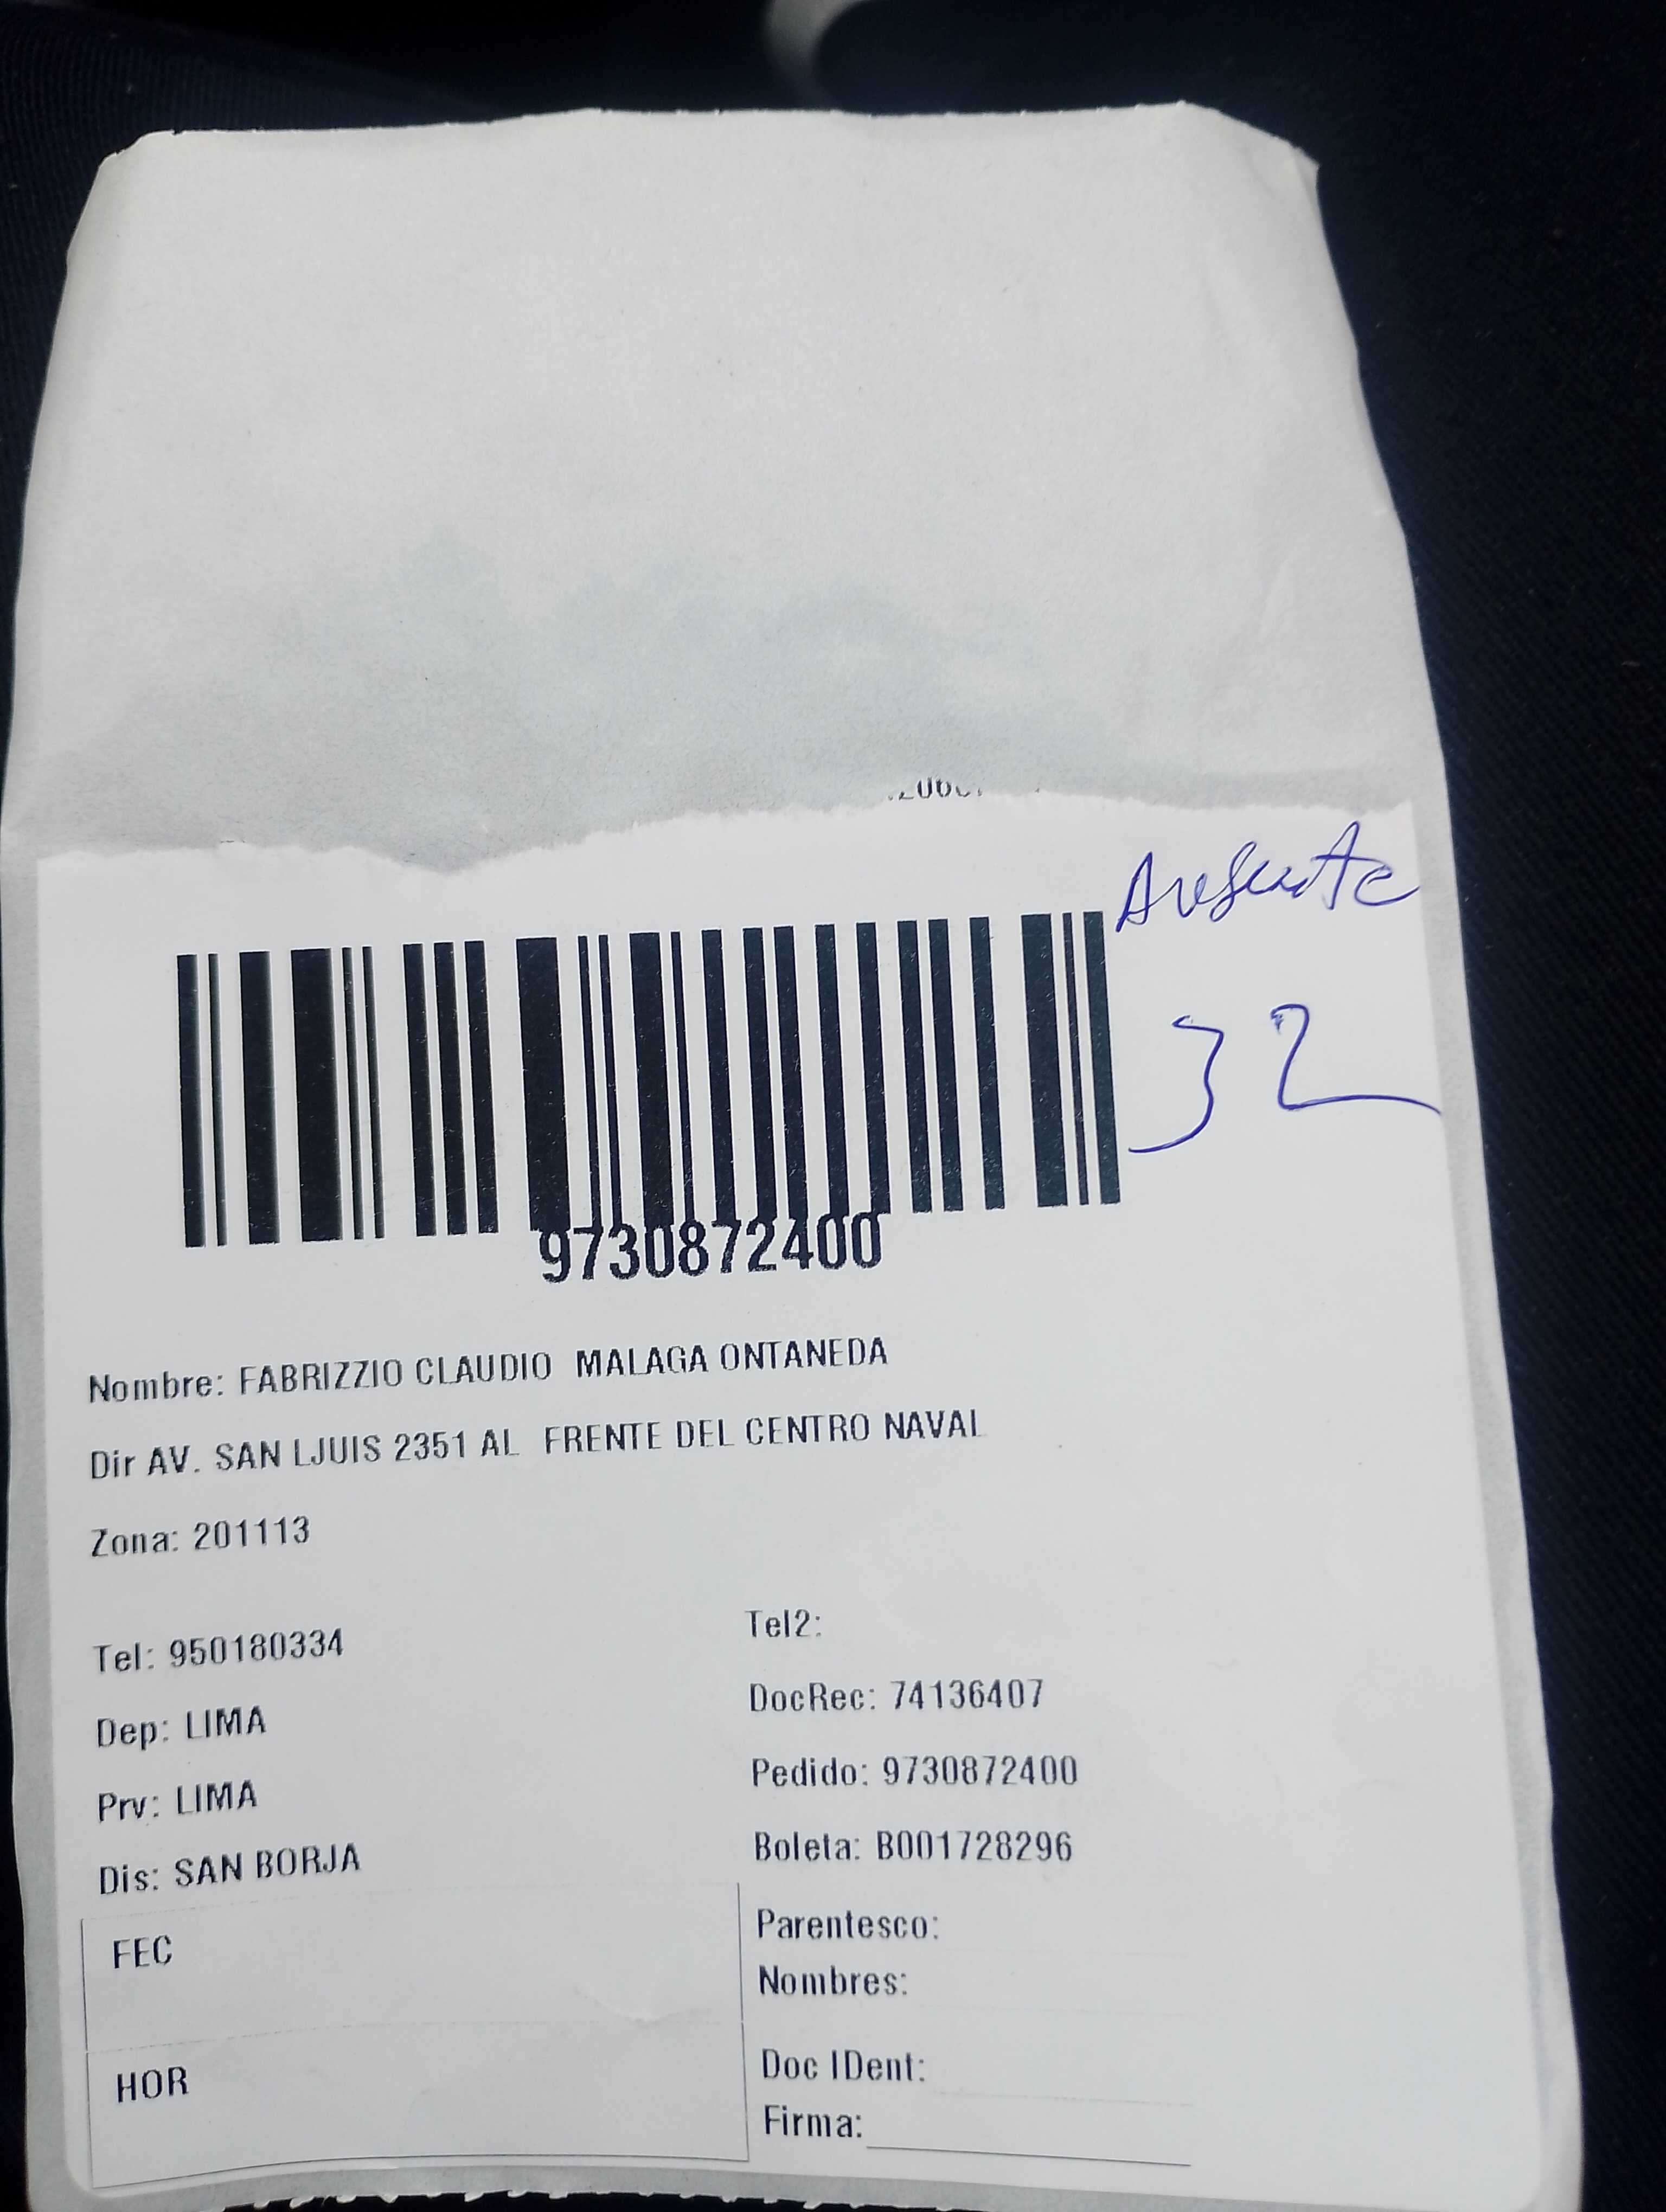 Ausente
32
9730872400
Nombre: FABRIZZIO CLAUDIO MALAGA ONTANEDA
Dir AV. SAN LJUIS 2351 AL FRENTE DEL CENTRO NAVAL
Zona: 201113
Tel: 950180334
Tel2:
DocRec: 74136407
Dep: LIMA
Pedido: 9730872400
Prv: LIMA
Boleta: B001728296
Dis: SAN BORJA
Parentesco:
FEC
Nombres:
Doc IDent:
HOR
Firma: